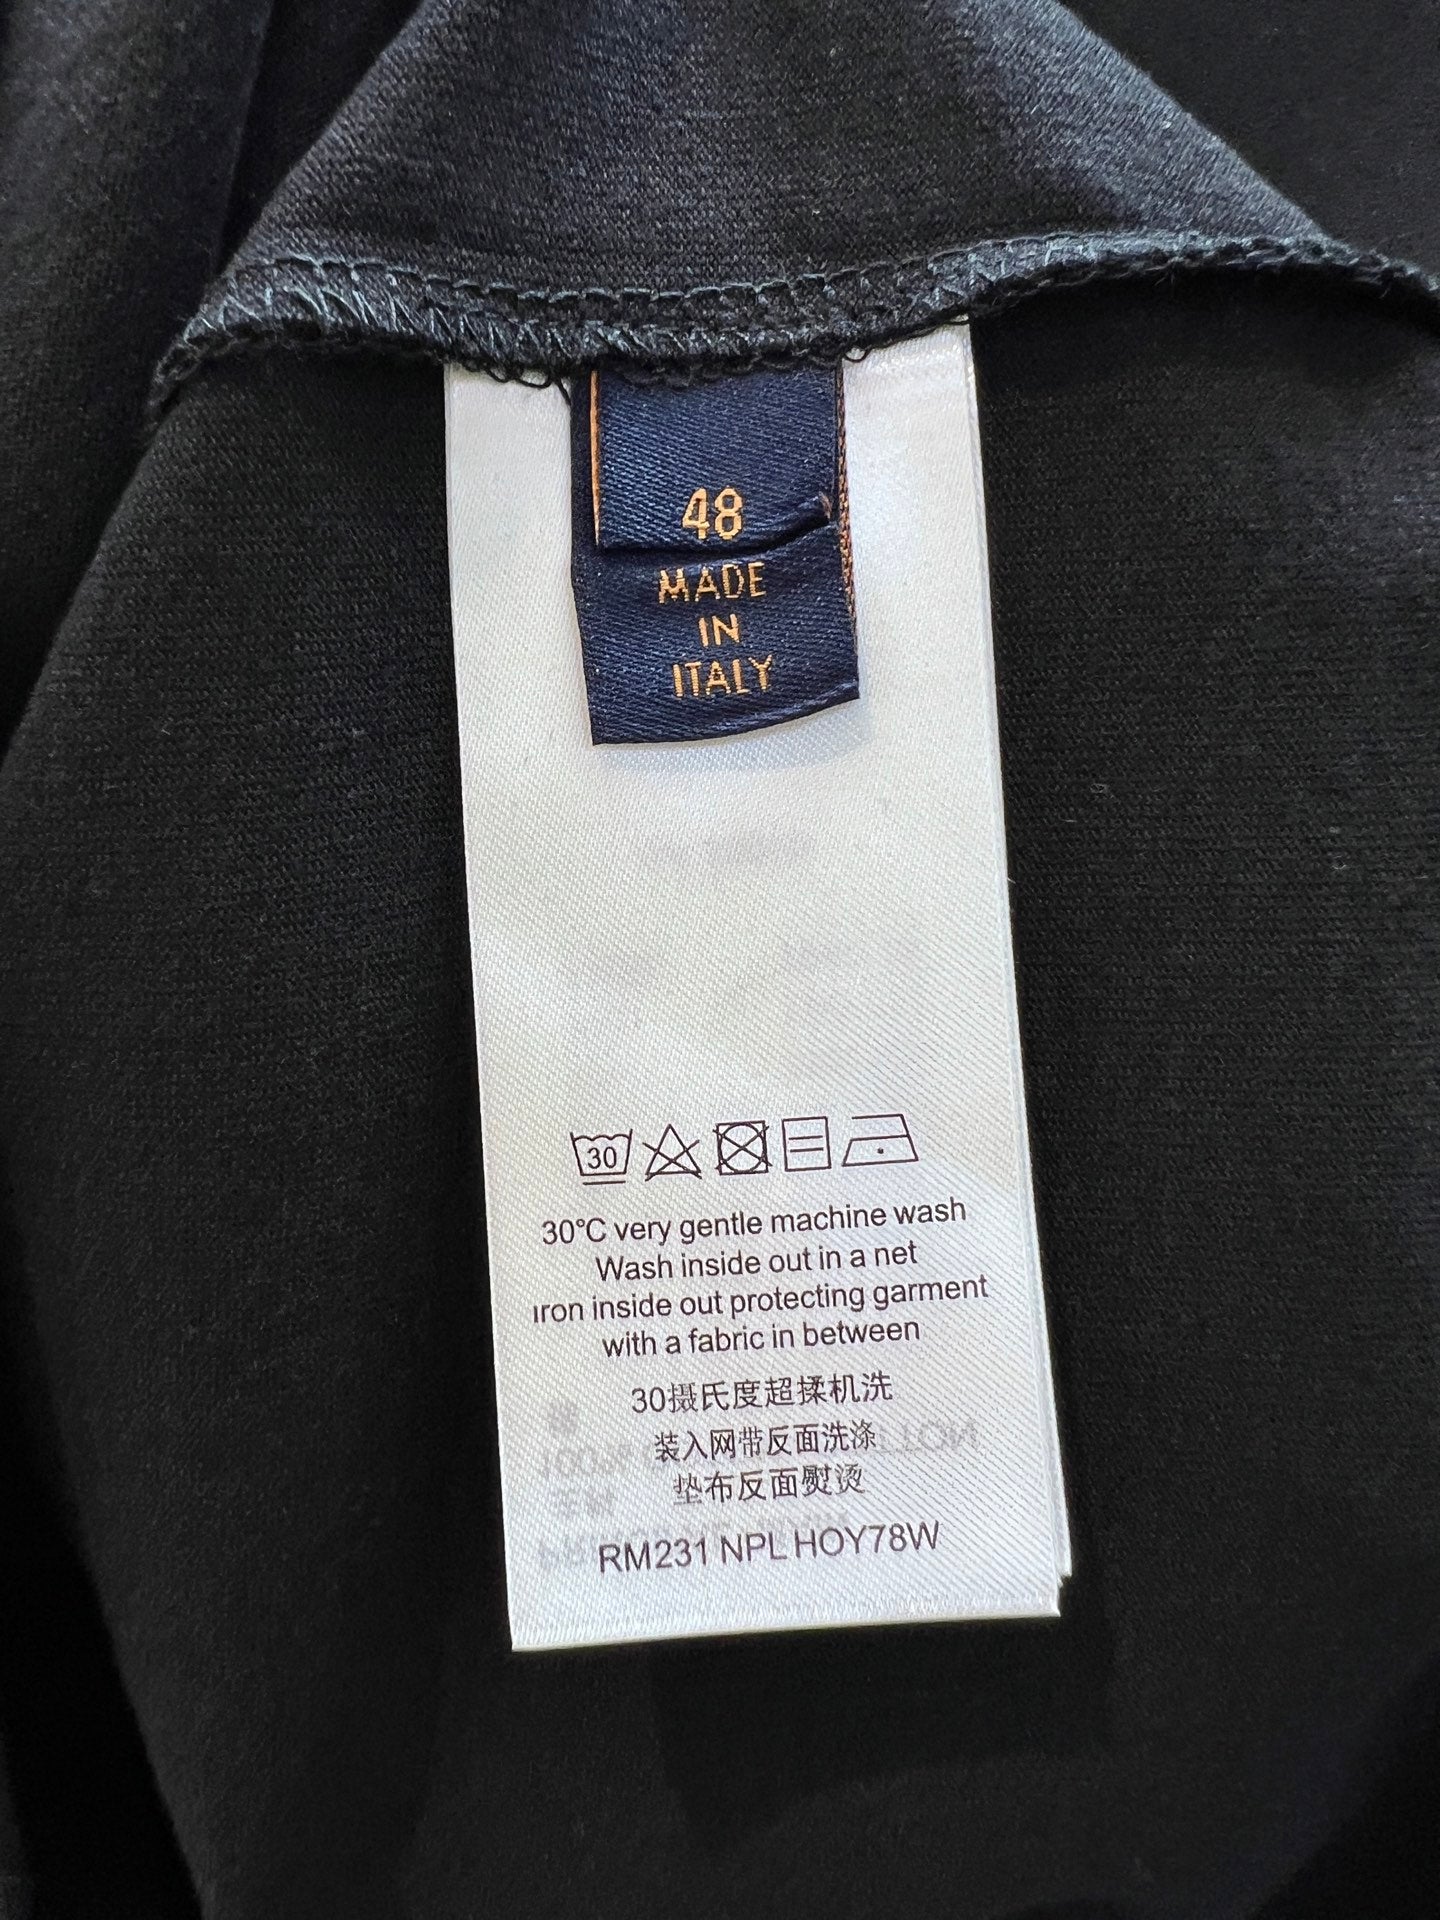 48
MADE
IN
ITALY
30
30°C very gentle machine wash
Wash inside out in a net
ıron inside out protecting garment
with a fabric in between
30摄氏度超揉机洗
装入网带反面洗涤
垫布反面熨烫
RM231 NPL HOY78W